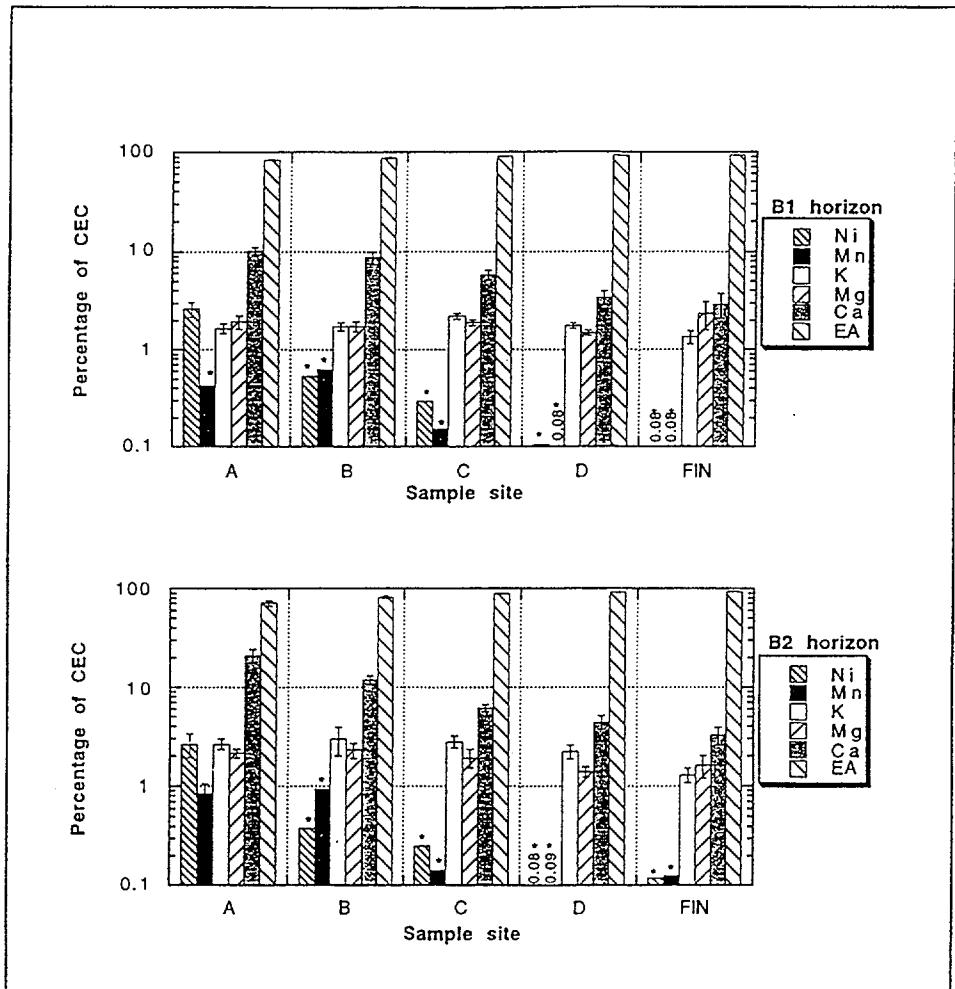 100
10
1
0.1
Percentage of CEC
* * * * * * 0.08* 0.08* 0.08*
A B C D FIN
Sample site
B1 horizon
Ni
Mn
K
Mg
Ca
EA
100
10
1
0.1
Percentage of CEC
* * * * 0.08* 0.09* * *
A B C D FIN
Sample site
B2 horizon
Ni
Mn
K
Mg
Ca
EA